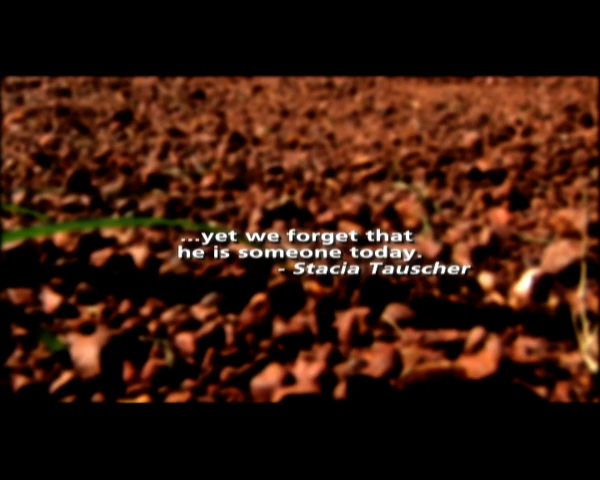 ...yet we forget that
he is someone today.
- Stacia Tauscher